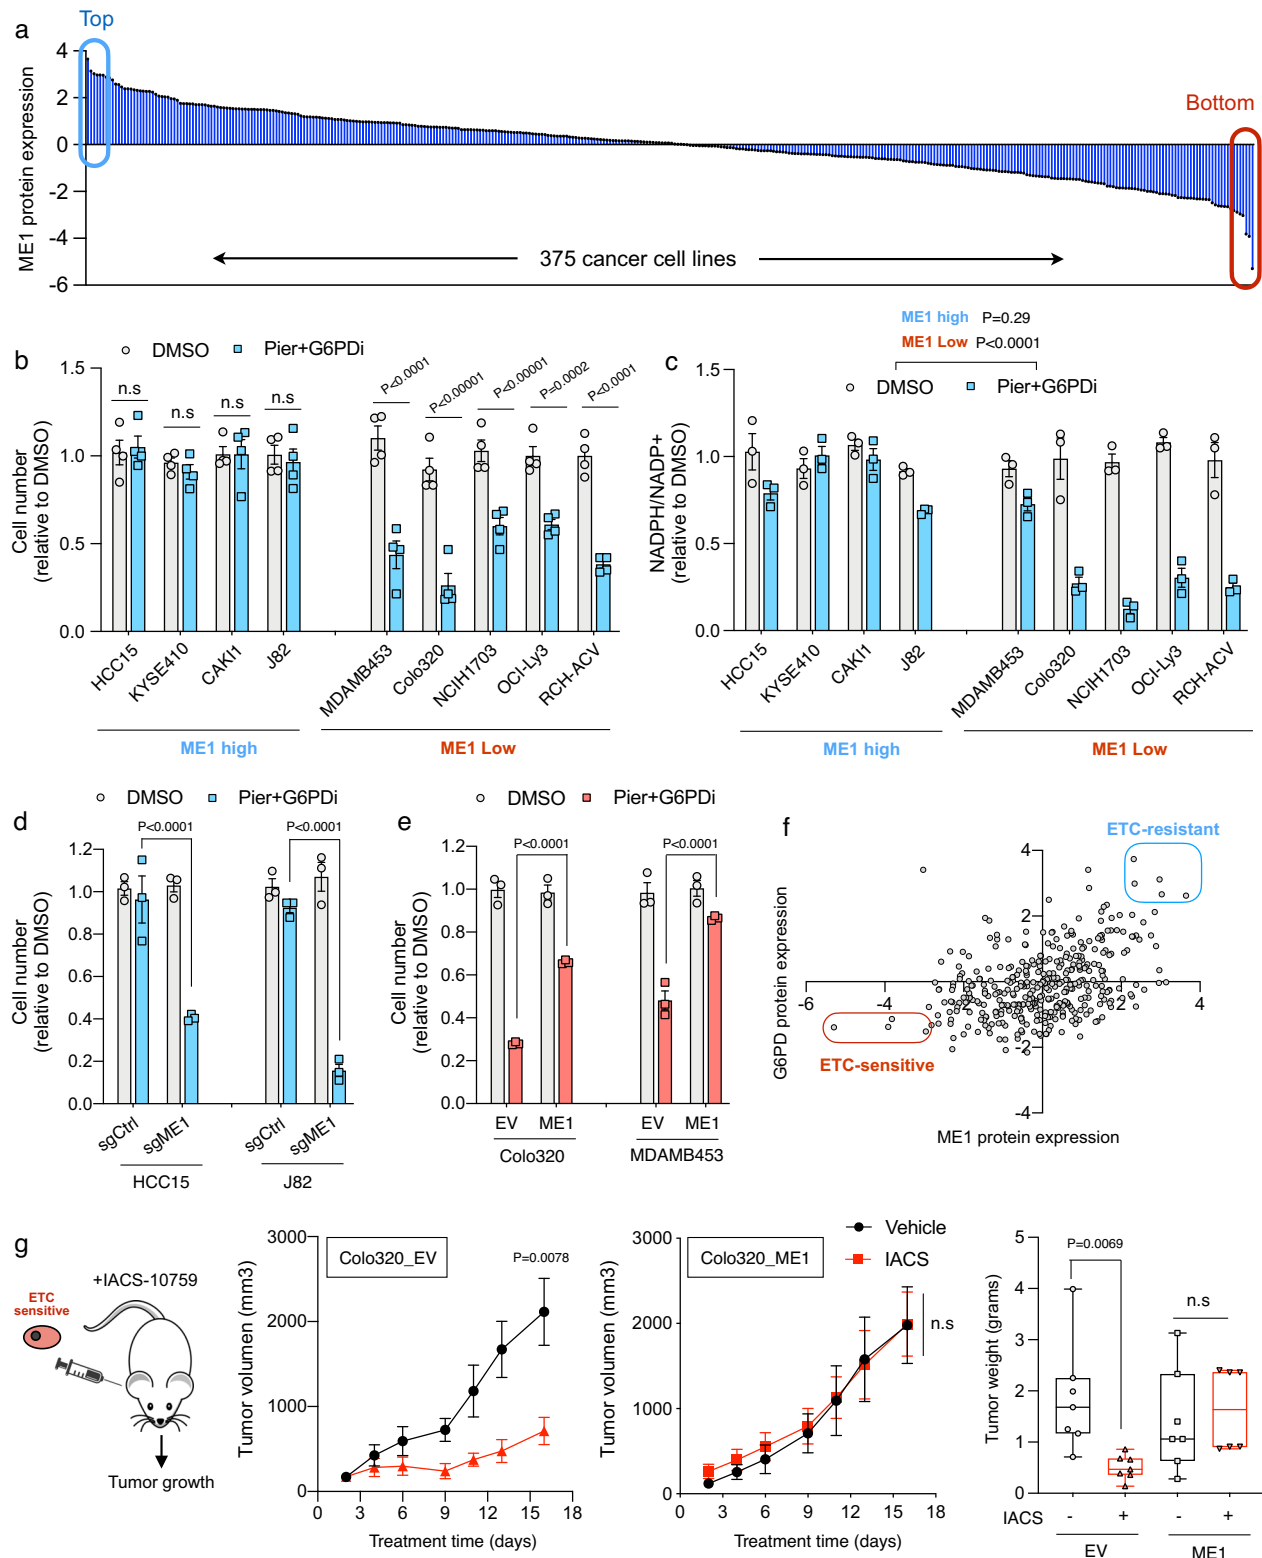 a
Top
Bottom
ME1 protein expression
4
2
0
-2
-4
-6
375 cancer cell lines
b
DMSO
Pier+G6PDi
Cell number
(relative to DMSO)
1.5
1.0
0.5
0.0
n.s
n.s
n.s
n.s
P<0.0001
P<0.00001
P<0.00001
P=0.0002
P<0.0001
HCC15
KYSE410
CAKI1
J82
MDAMB453
Colo320
NCIH1703
OCI-Ly3
RCH-ACV
ME1 high
ME1 Low
c
ME1 high P=0.29
ME1 Low P<0.0001
DMSO
Pier+G6PDi
NADPH/NADP+
(relative to DMSO)
1.5
1.0
0.5
0.0
HCC15
KYSE410
CAKI1
J82
MDAMB453
Colo320
NCIH1703
OCI-Ly3
RCH-ACV
ME1 high
ME1 Low
d
DMSO
Pier+G6PDi
P<0.0001
P<0.0001
Cell number
(relative to DMSO)
1.2
1.0
0.8
0.6
0.4
0.2
0.0
sgCtrl
sgME1
sgCtrl
sgME1
HCC15
J82
e
DMSO
Pier+G6PDi
P<0.0001
P<0.0001
Cell number
(relative to DMSO)
1.2
1.0
0.8
0.6
0.4
0.2
0.0
EV
ME1
EV
ME1
Colo320
MDAMB453
f
ETC-resistant
ETC-sensitive
G6PD protein expression
4
2
-2
-4
-6
-4
-2
2
4
ME1 protein expression
g
+IACS-10759
ETC
sensitive
Tumor growth
Colo320_EV
P=0.0078
Tumor volumen (mm3)
3000
2000
1000
0
0
3
6
9
12
15
18
Treatment time (days)
Colo320_ME1
Vehicle
IACS
n.s
Tumor volumen (mm3)
3000
2000
1000
0
0
3
6
9
12
15
18
Treatment time (days)
P=0.0069
n.s
Tumor weight (grams)
5
4
3
2
1
0
IACS - + - +
EV
ME1